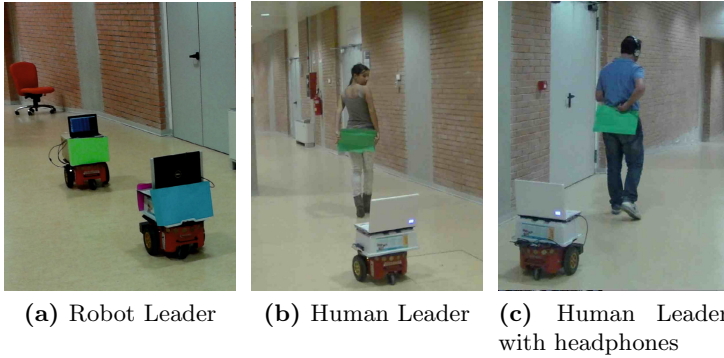 (a) Robot Leader
(b) Human Leader
(c) Human Leader
with headphones